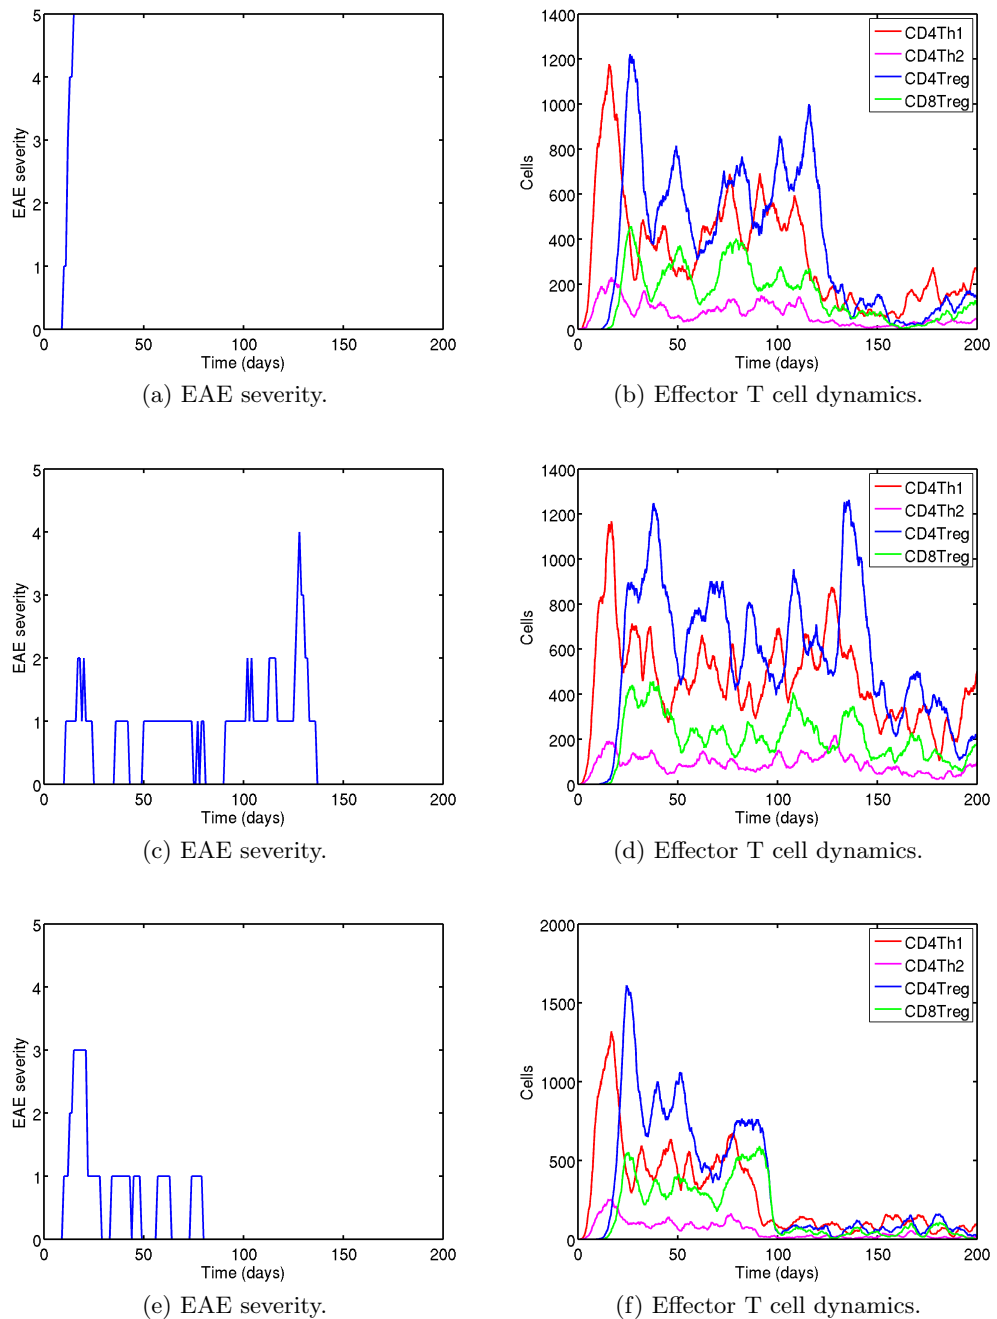 5
4
3
2
1
0
EAE severity
0 50 100 150 200
Time (days)
(a) EAE severity.
1400
1200
1000
800
600
400
200
0
Cells
CD4Th1
CD4Th2
CD4Treg
CD8Treg
0 50 100 150 200
Time (days)
(b) Effector T cell dynamics.
5
4
3
2
1
0
EAE severity
0 50 100 150 200
Time (days)
(c) EAE severity.
1400
1200
1000
800
600
400
200
0
Cells
CD4Th1
CD4Th2
CD4Treg
CD8Treg
0 50 100 150 200
Time (days)
(d) Effector T cell dynamics.
5
4
3
2
1
0
EAE severity
0 50 100 150 200
Time (days)
(e) EAE severity.
2000
1500
1000
500
0
Cells
CD4Th1
CD4Th2
CD4Treg
CD8Treg
0 50 100 150 200
Time (days)
(f) Effector T cell dynamics.